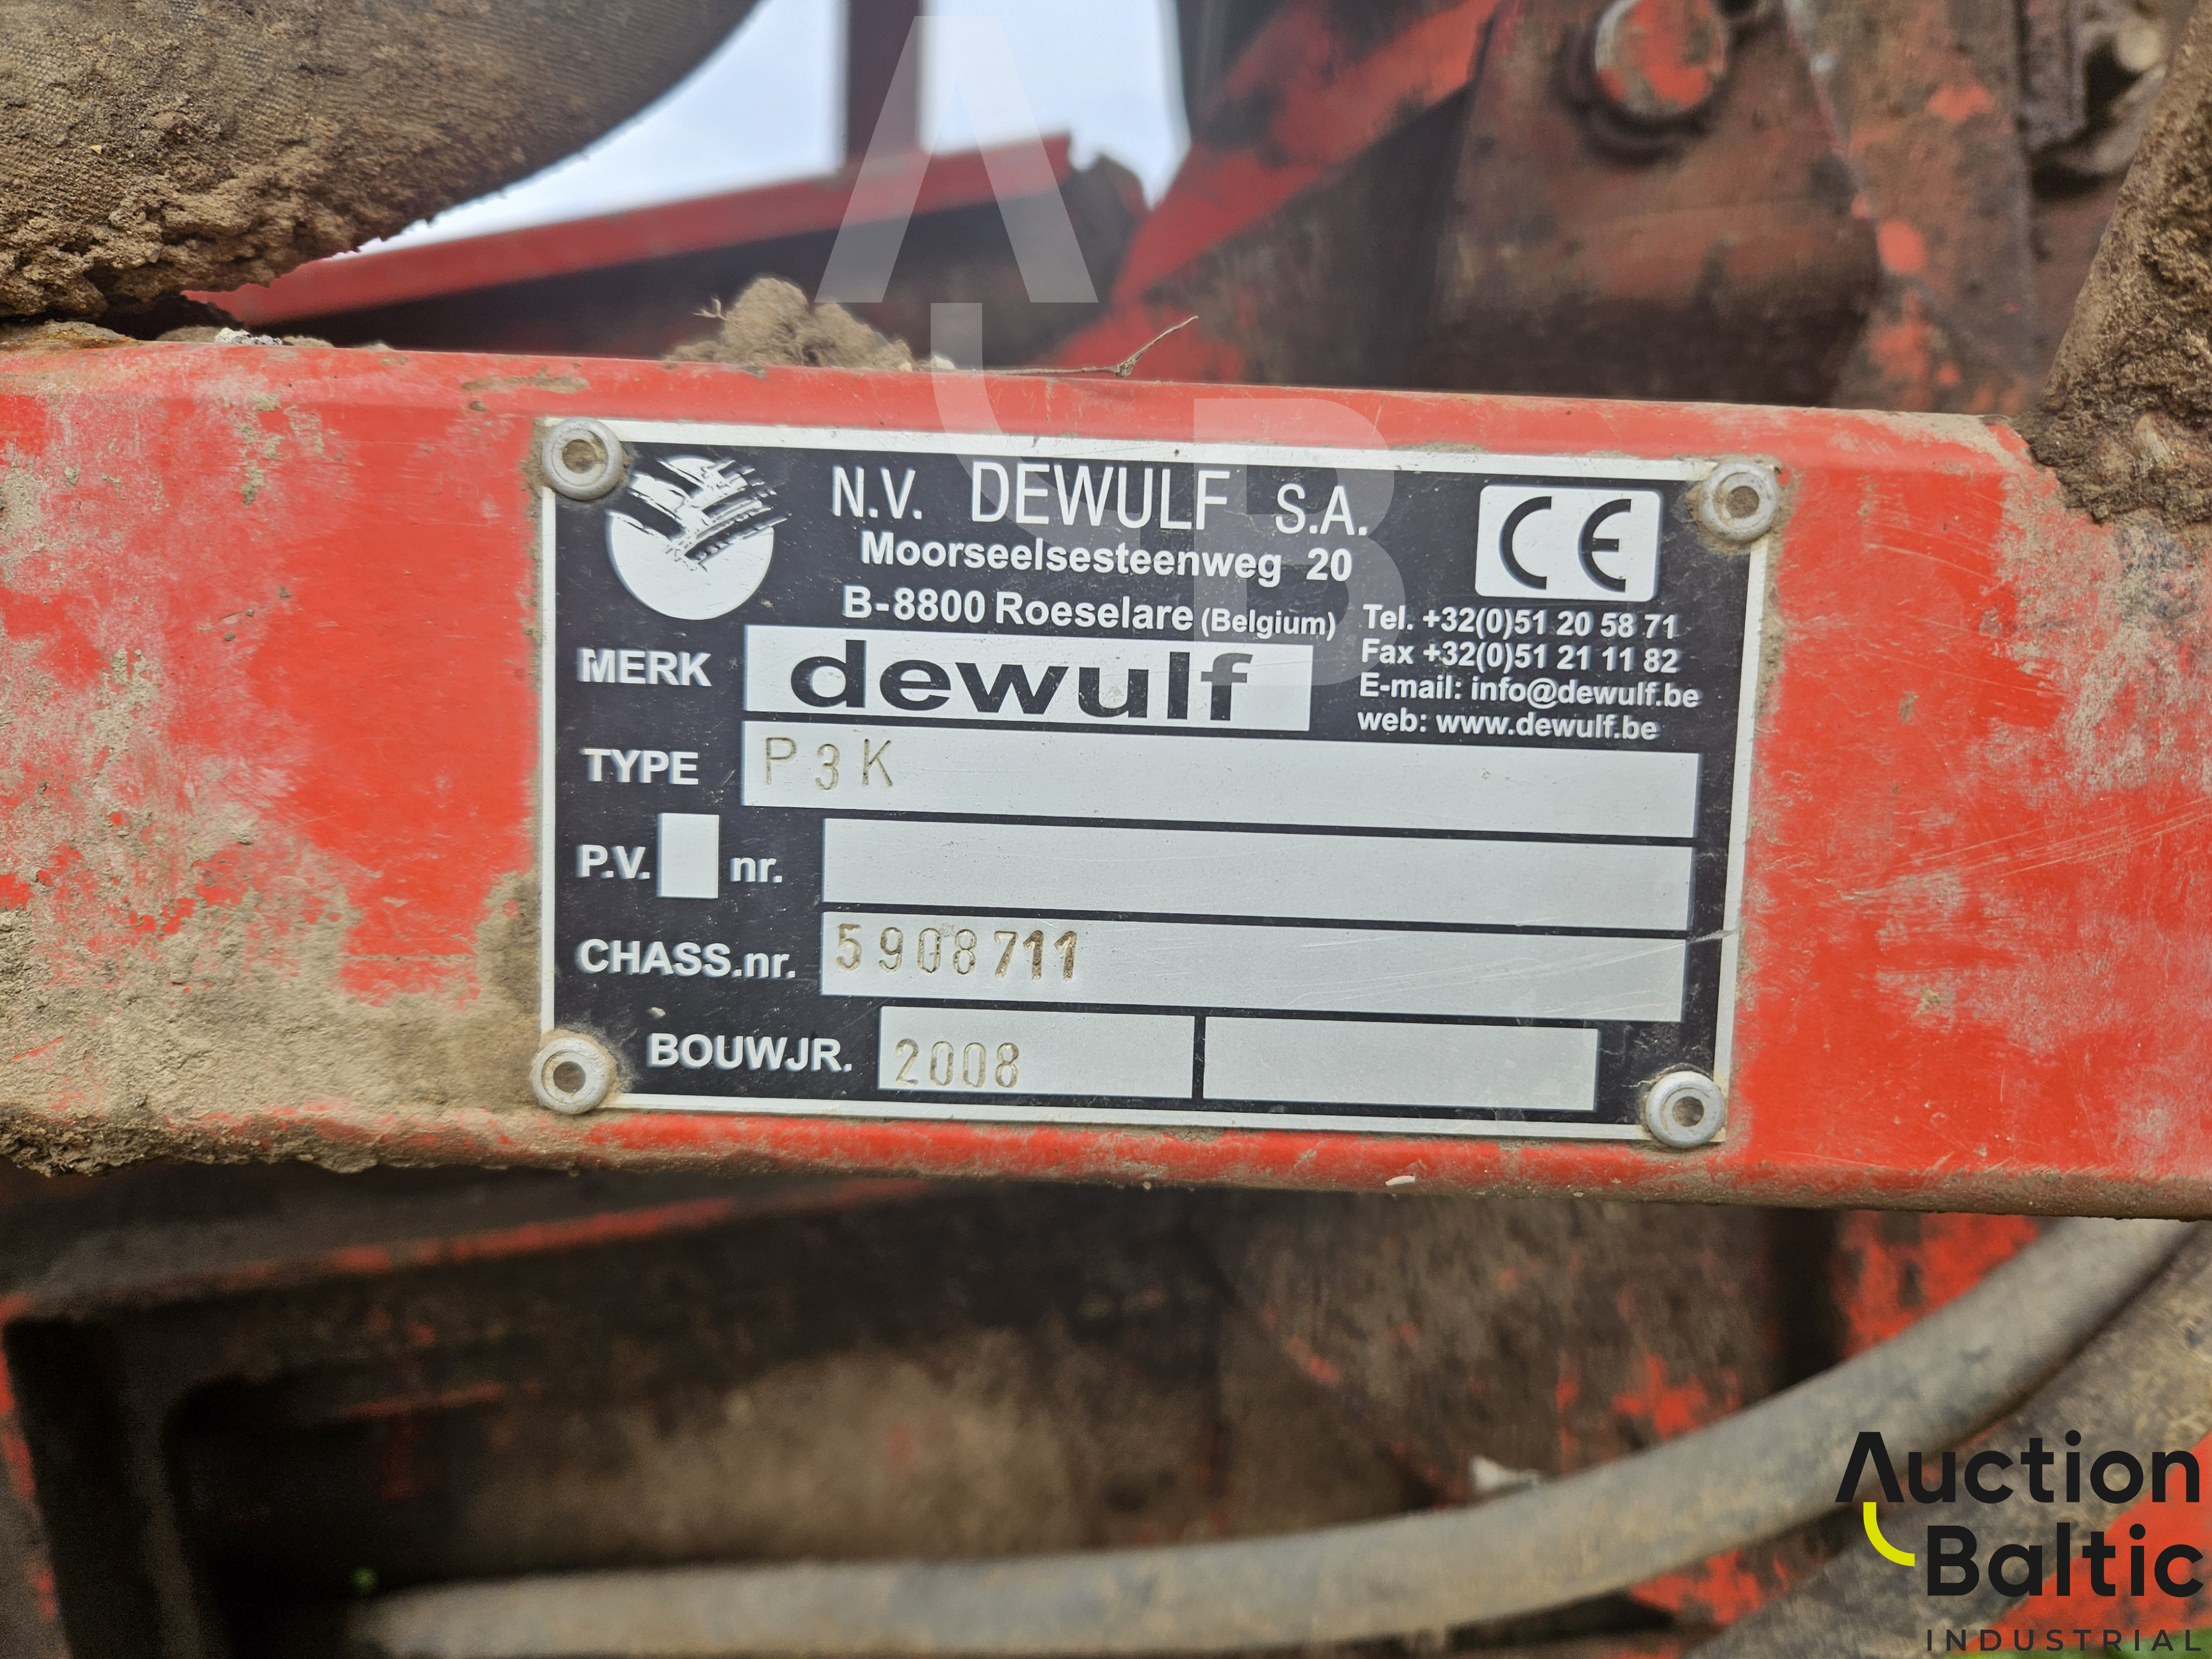 N.V. DEWULF S.A.
Moorseelsesteenweg 20
B-8800 Roeselare (Belgium)
CE
Tel. +32(0)51 20 58 71
Fax +32(0)51 21 11 82
E-mail: info@dewulf.be
web: www.dewulf.be
MERK dewulf
TYPE P3K
P.V. nr.
CHASS.nr. 5908711
BOUWJR. 2008
AB
Auction
Baltic
INDUSTRIAL